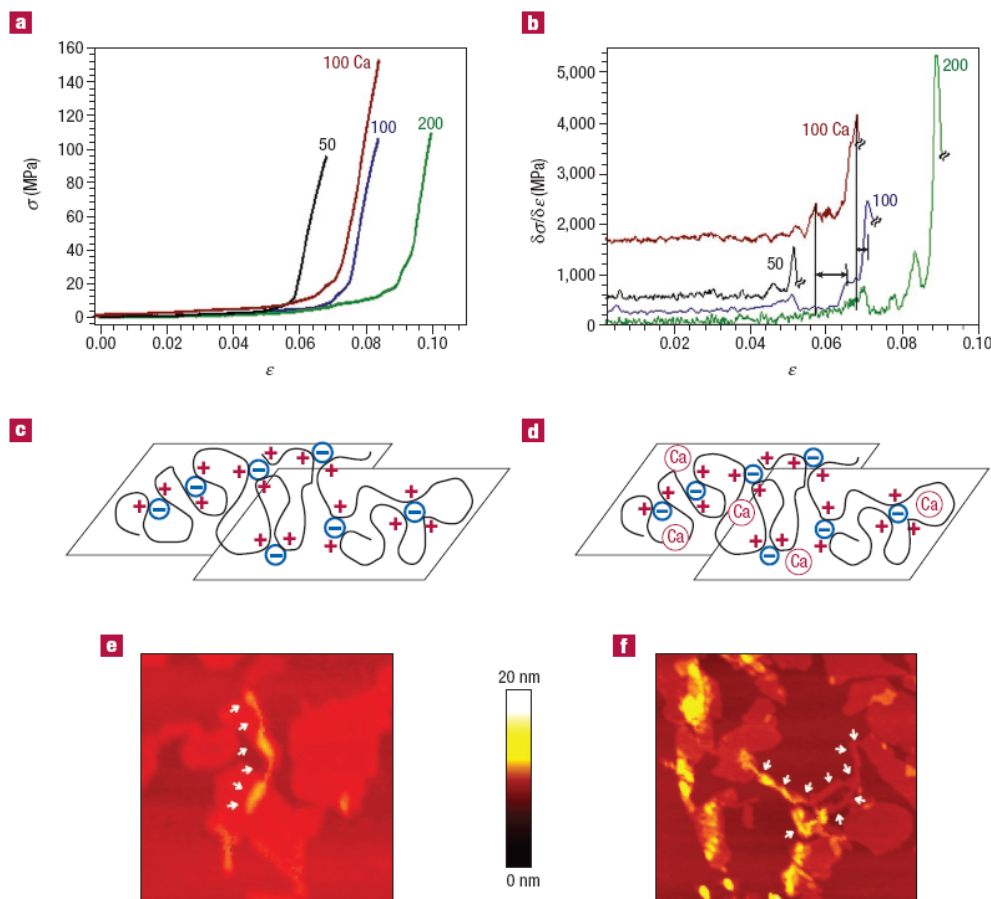 a
b
160
140
120
100
80
60
40
20
0
σ (MPa)
0.00
0.02
0.04
0.06
0.08
0.10
ε
50
100 Ca
100
200
5,000
4,000
3,000
2,000
1,000
0
δσ/δε (MPa)
0.02
0.04
0.06
0.08
0.10
ε
100 Ca
50
100
200
c
d
+ + + + + + + + + + + + +
− − − − − −
+ + + + + + + + + + + +
− − − − − −
Ca
Ca
Ca
Ca
Ca
e
f
20 nm
0 nm